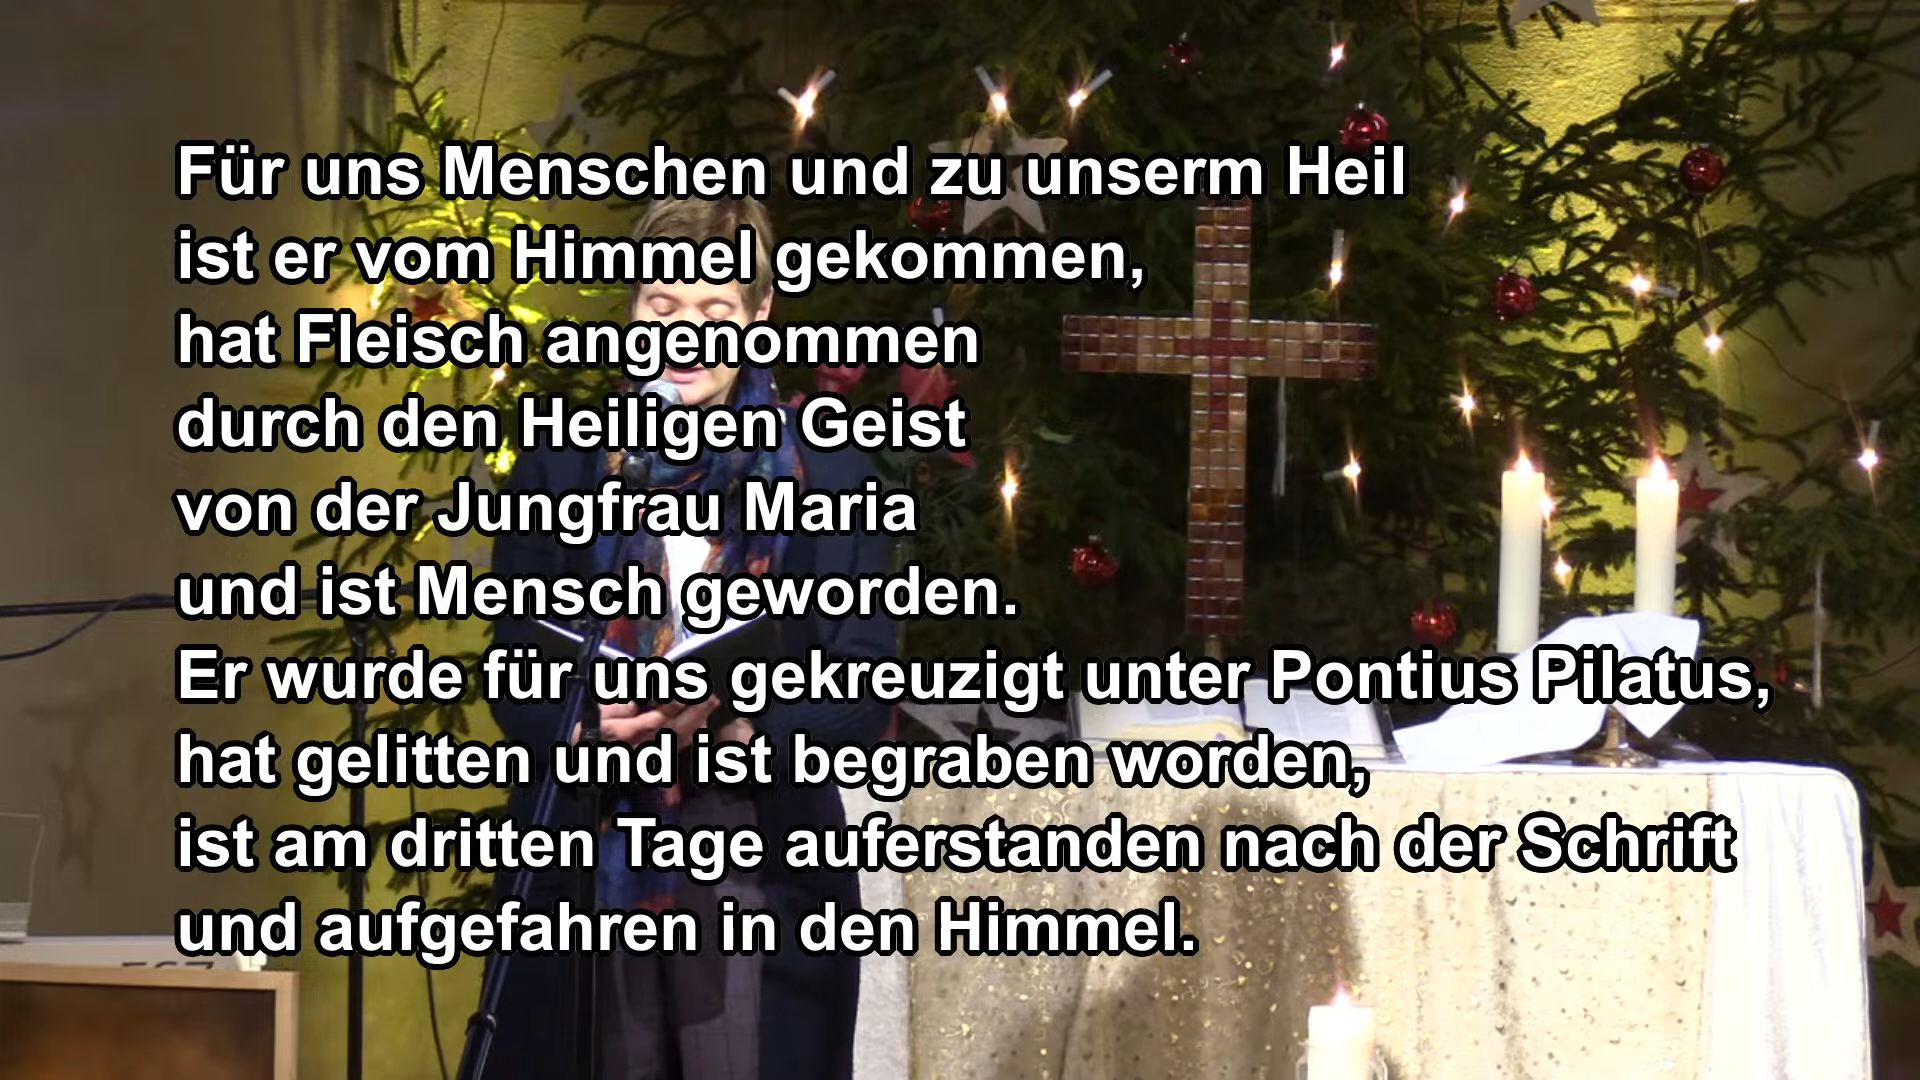 Für uns Menschen und zu unserm Heil
ist er vom Himmel gekommen,
hat Fleisch angenommen
durch den Heiligen Geist
von der Jungfrau Maria
und ist Mensch geworden.
Er wurde für uns gekreuzigt unter Pontius Pilatus,
hat gelitten und ist begraben worden,
ist am dritten Tage auferstanden nach der Schrift
und aufgefahren in den Himmel.